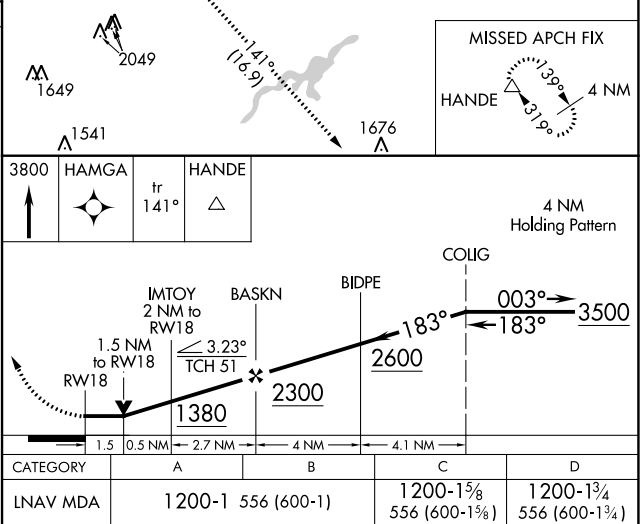 2049
1649
1541
141°
(16.9)
1676
MISSED APCH FIX
HANDE
139°
319°
4 NM
3800
HAMGA
tr
141°
HANDE
4 NM
Holding Pattern
COLIG
BIDPE
BASKN
IMTOY
2 NM to
RW18
1.5 NM
to RW18
RW18
3.23°
TCH 51
183°
003°
183°
3500
2600
2300
1380
1.5
0.5 NM
2.7 NM
4 NM
4.1 NM
CATEGORY A B C D
LNAV MDA
1200-1 556 (600-1)
1200-1⅝
556 (600-1⅝)
1200-1¾
556 (600-1¾)